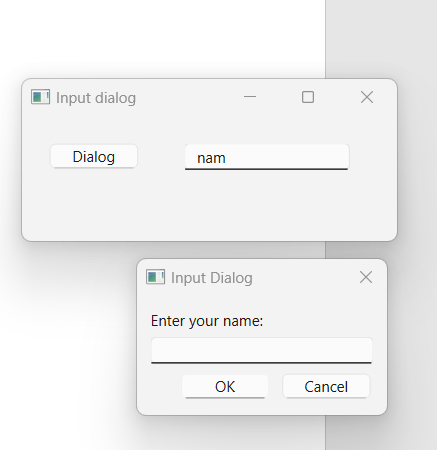 Input dialog
Dialog
nam
Input Dialog
Enter your name:
OK
Cancel